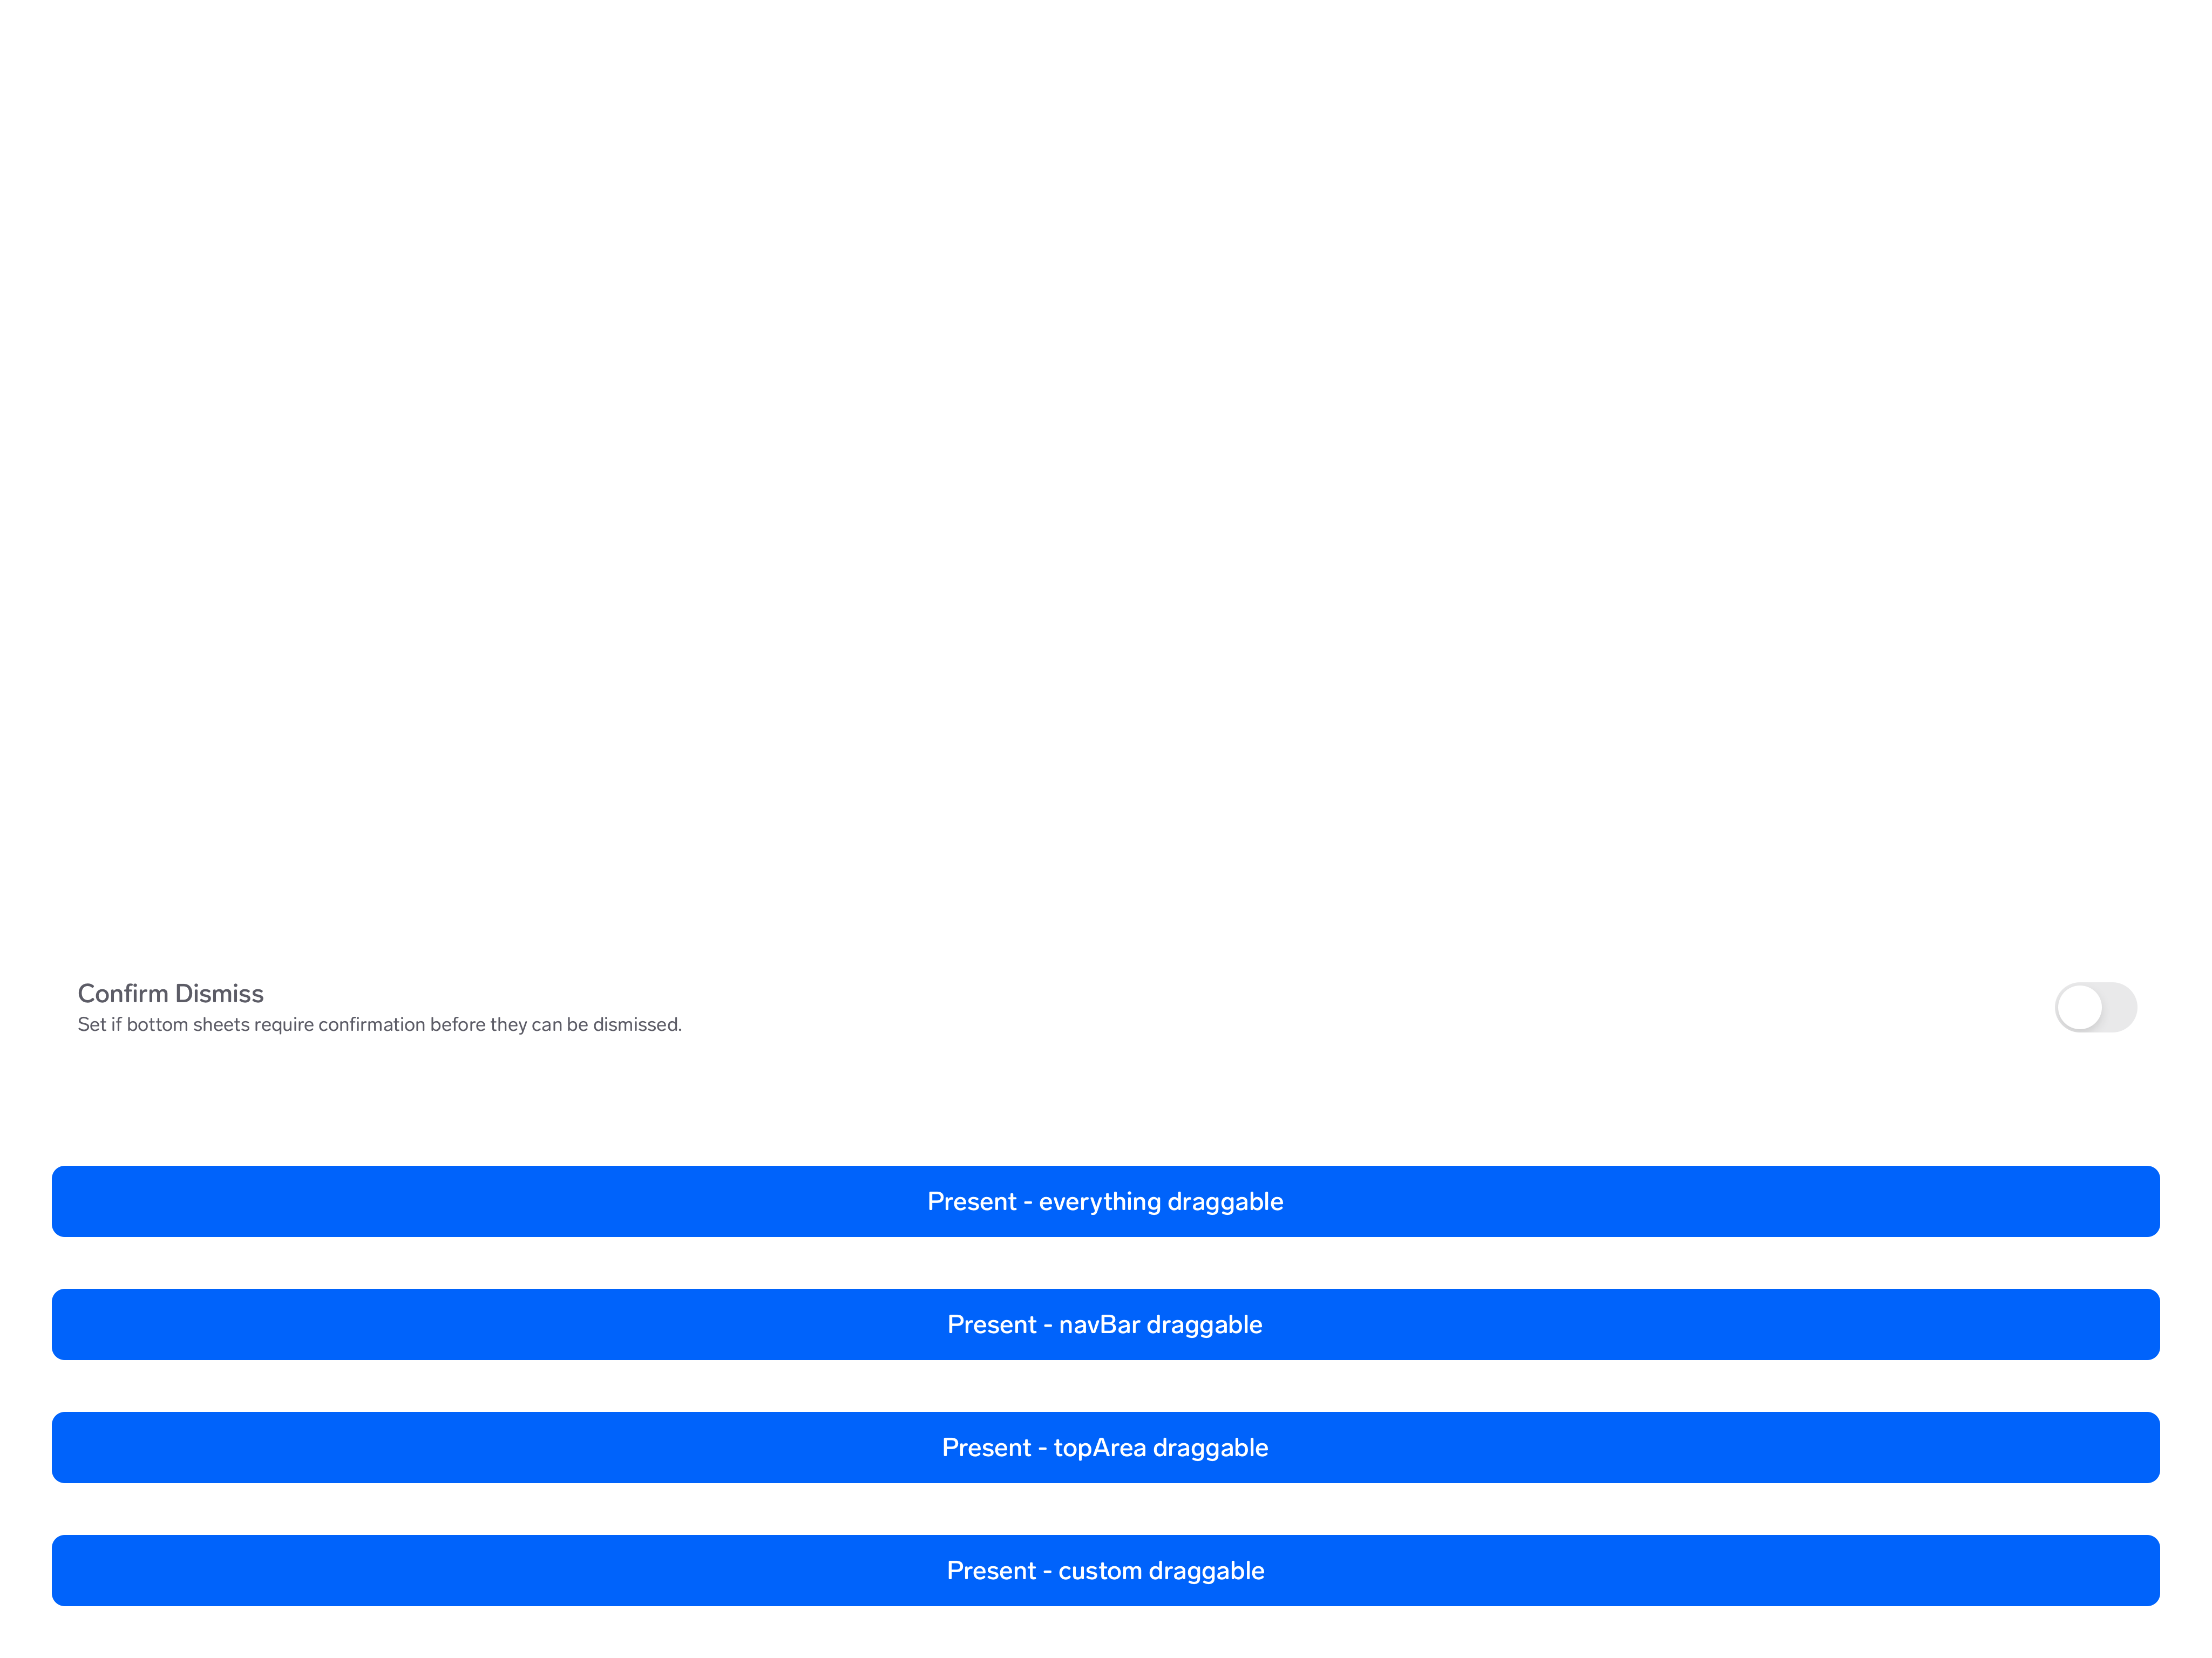 Confirm Dismiss
Set if bottom sheets require confirmation before they can be dismissed.
Present - everything draggable
Present - navBar draggable
Present - topArea draggable
Present - custom draggable